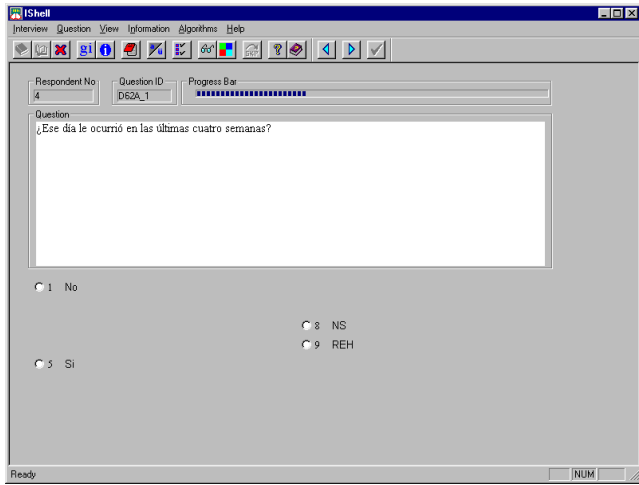 IShell
Interview Question View Information Algorithms Help
gi
Respondent No
Question ID
Progress Bar
4
D62A_1
Question
¿Ese día le ocurrió en las últimas cuatro semanas?
1 No
8 NS
9 REH
5 Si
Ready
NUM